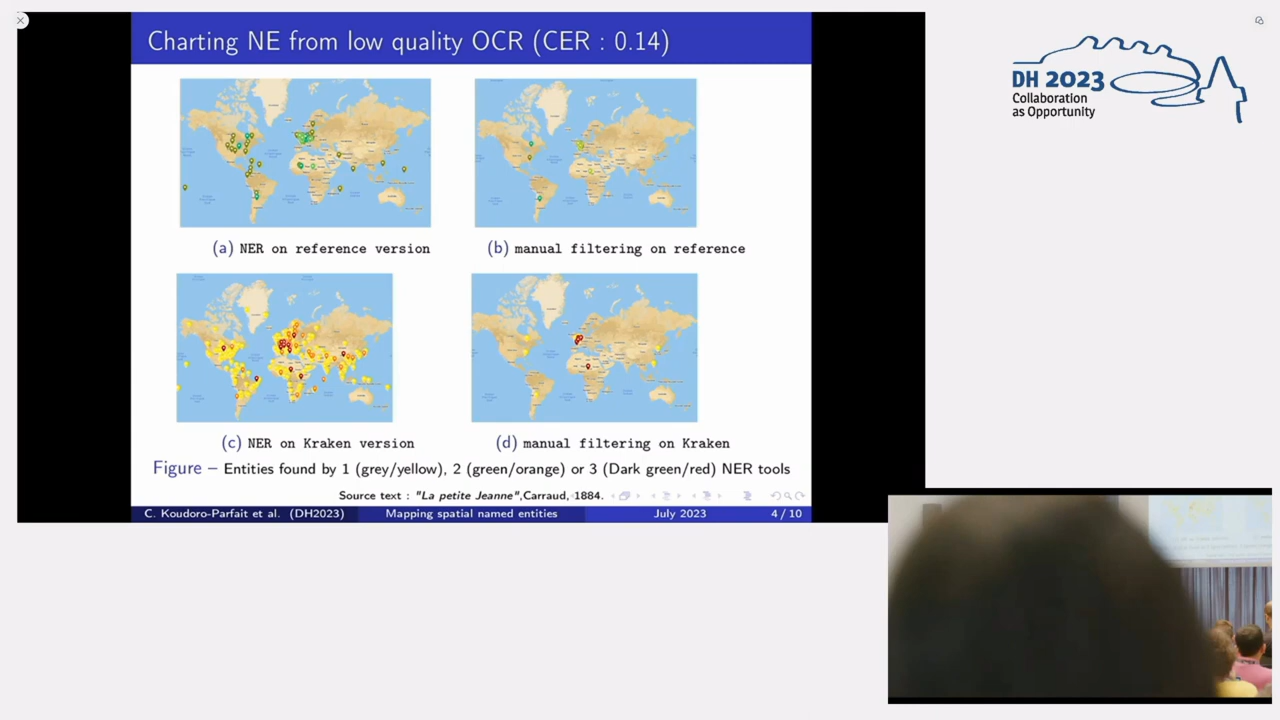 Charting NE from low quality OCR (CER : 0.14)
(a) NER on reference version
(b) manual filtering on reference
(c) NER on Kraken version
(d) manual filtering on Kraken
Figure – Entities found by 1 (grey/yellow), 2 (green/orange) or 3 (Dark green/red) NER tools
Source text : "La petite Jeanne",Carraud, 1884.
C. Koudoro-Parfait et al. (DH2023) Mapping spatial named entities July 2023 4 / 10
DH 2023
Collaboration
as Opportunity